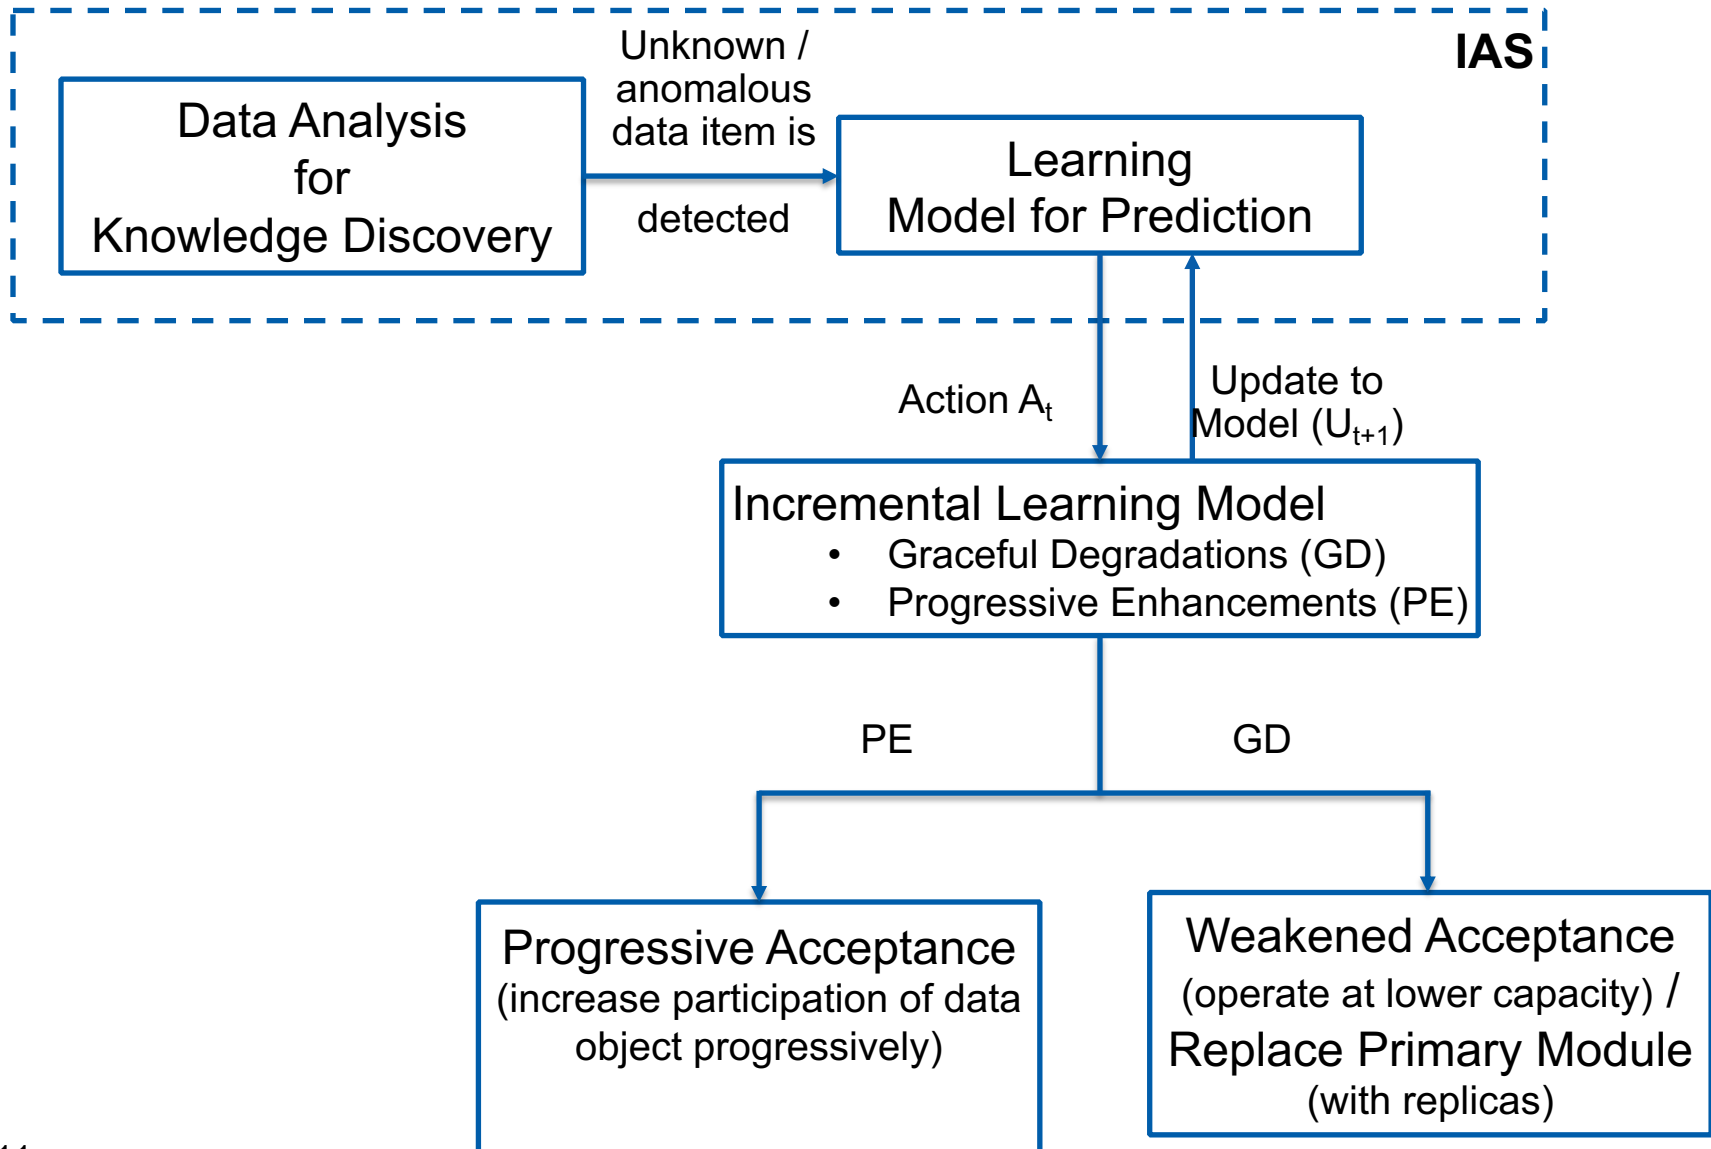 IAS
Data Analysis
for
Knowledge Discovery
Unknown /
anomalous
data item is
detected
Learning
Model for Prediction
Action At
Update to
Model (Ut+1)
Incremental Learning Model
• Graceful Degradations (GD)
• Progressive Enhancements (PE)
PE
GD
Progressive Acceptance
(increase participation of data
object progressively)
Weakened Acceptance
(operate at lower capacity) /
Replace Primary Module
(with replicas)